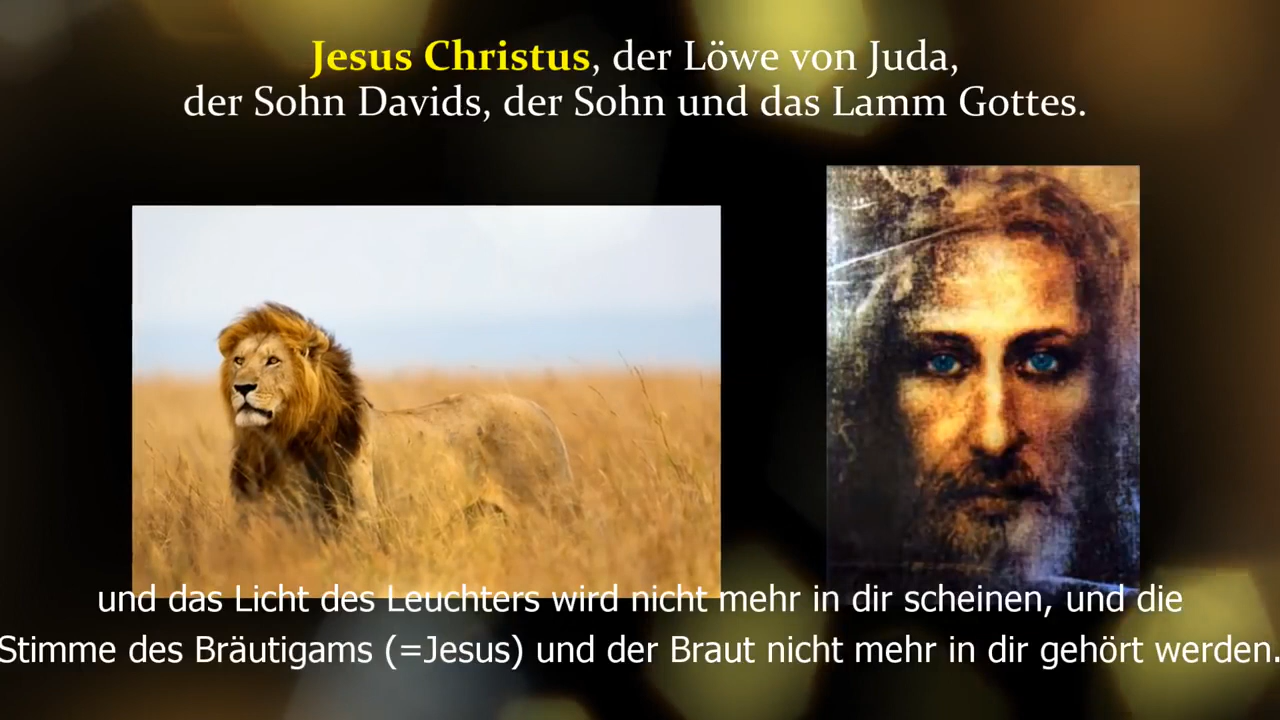 Jesus Christus, der Löwe von Juda,
der Sohn Davids, der Sohn und das Lamm Gottes.
und das Licht des Leuchters wird nicht mehr in dir scheinen, und die
Stimme des Bräutigams (=Jesus) und der Braut nicht mehr in dir gehört werden.